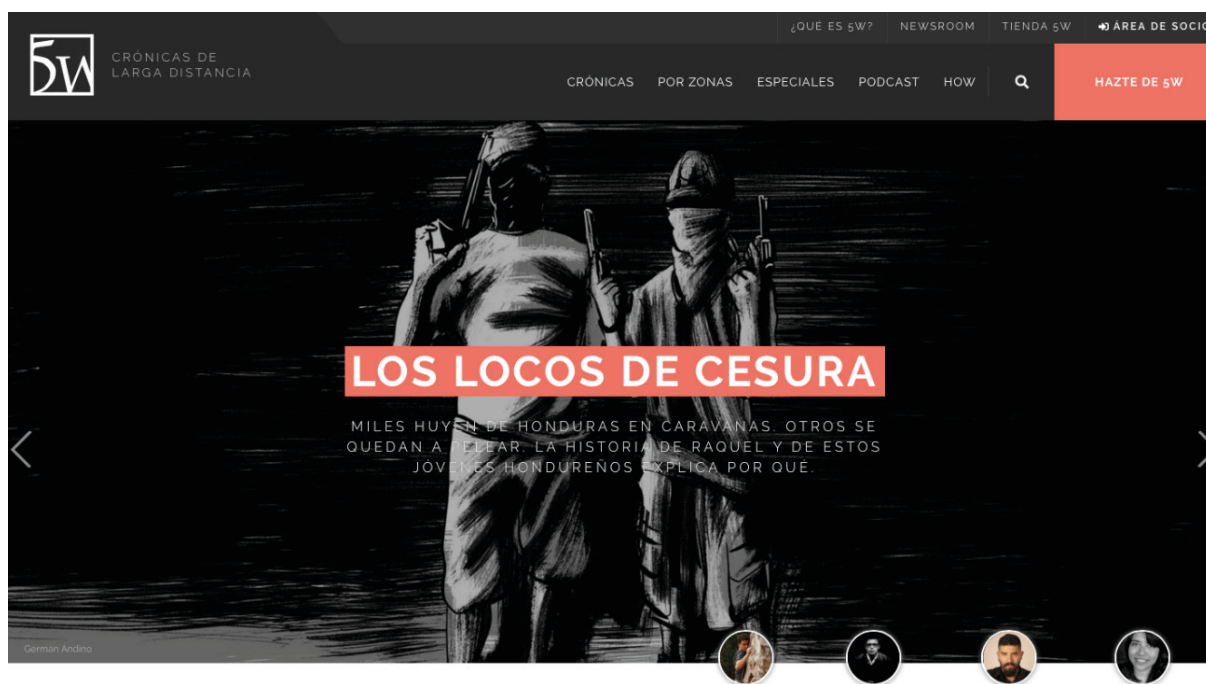 ¿QUÉ ES 5W? NEWSROOM TIENDA 5W ÁREA DE SOCIO
5W
CRÓNICAS DE
LARGA DISTANCIA
CRÓNICAS POR ZONAS ESPECIALES PODCAST HOW HAZTE DE 5W
LOS LOCOS DE CESURA
MILES HUYEN DE HONDURAS EN CARAVANAS. OTROS SE
QUEDAN A PELEAR. LA HISTORIA DE RAQUEL Y DE ESTOS
JÓVENES HONDUREÑOS EXPLICA POR QUÉ.
Germán Andino